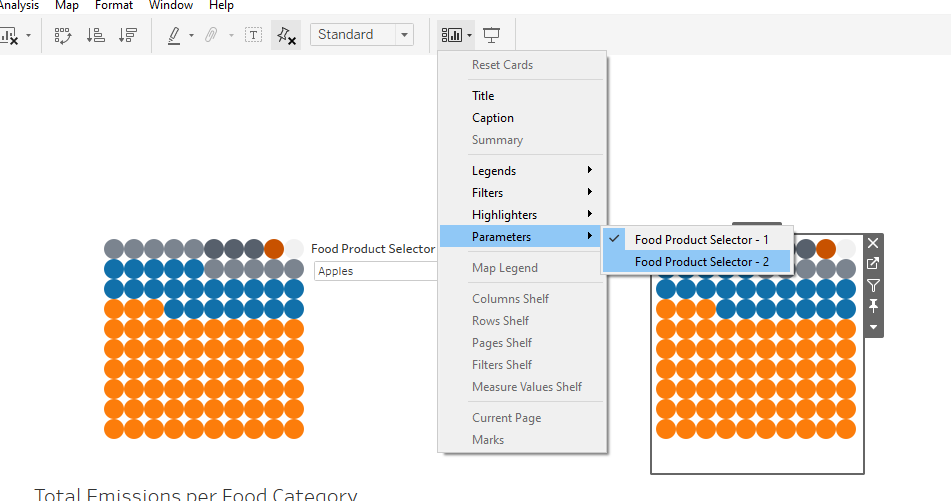 Analysis Map Format Window Help
Standard
Reset Cards
Title
Caption
Summary
Legends
Filters
Highlighters
Parameters
Food Product Selector - 1
Food Product Selector - 2
Map Legend
Columns Shelf
Rows Shelf
Pages Shelf
Filters Shelf
Measure Values Shelf
Current Page
Marks
Food Product Selector
Apples
Total Emissions per Food Category